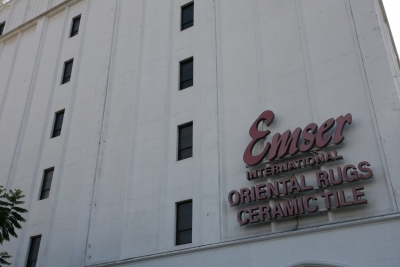 Emser
INTERNATIONAL
ORIENTAL RUGS
CERAMIC TILE